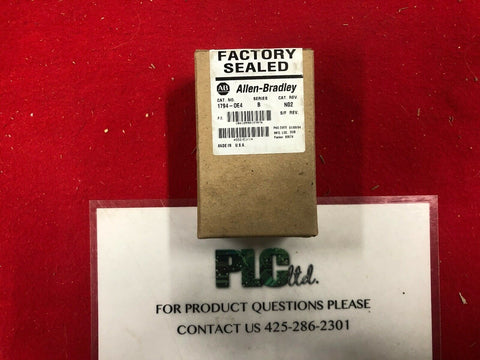 FACTORY
SEALED
AB Allen-Bradley
CAT NO. SERIES CAT REV.
1794-OE4 B N02
P.E. S/F REV.
MADE IN U.S.A.
PLC ltd.
FOR PRODUCT QUESTIONS PLEASE
CONTACT US 425-286-2301